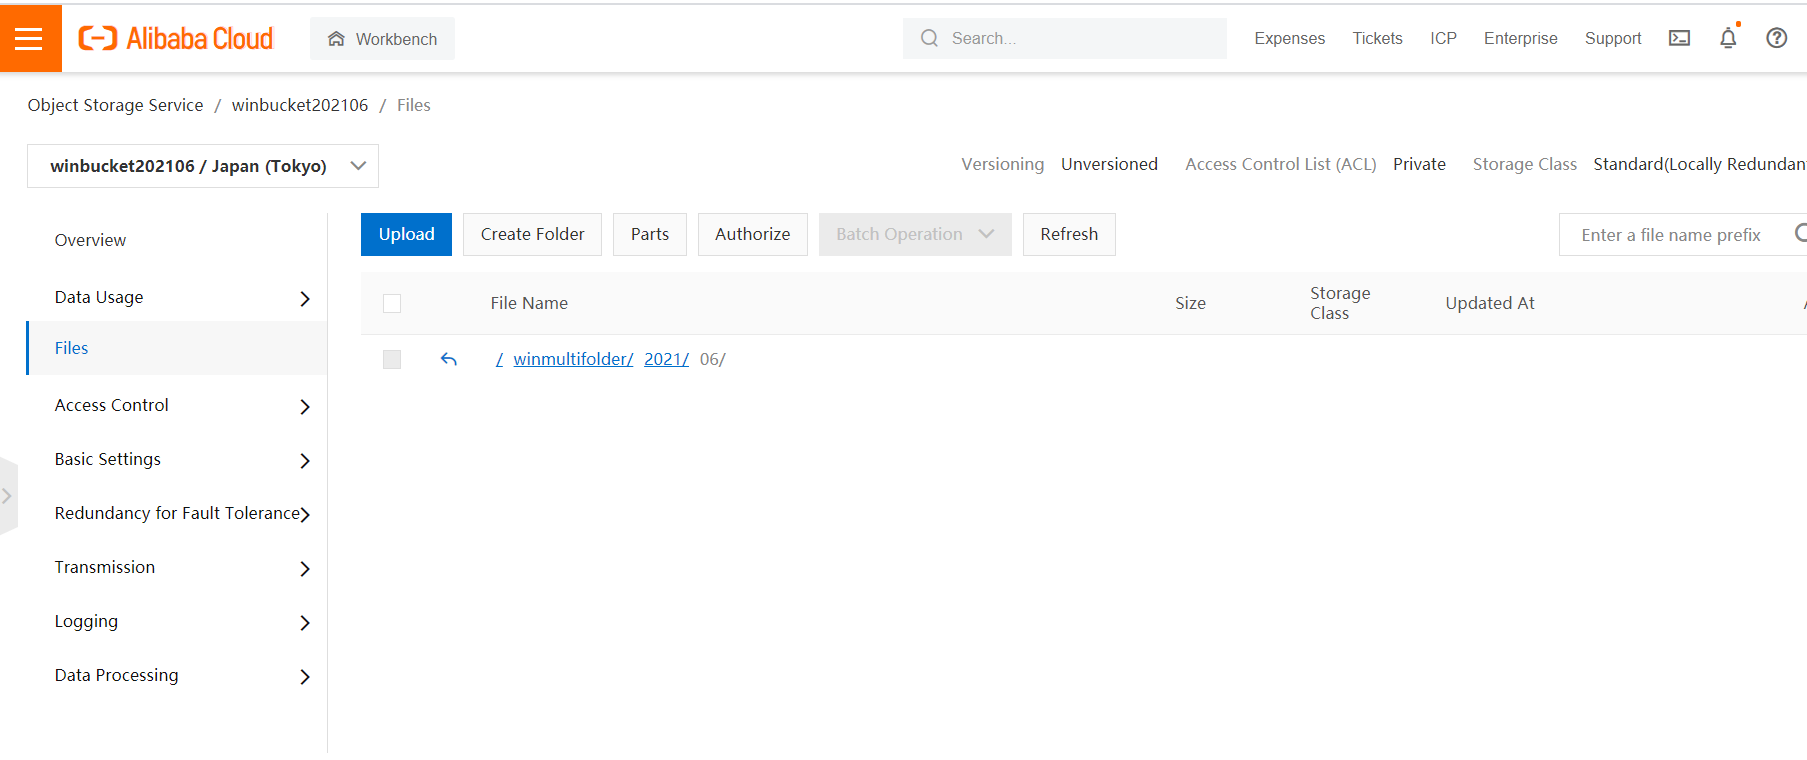 Alibaba Cloud
Workbench
Search...
Expenses
Tickets
ICP
Enterprise
Support
Object Storage Service / winbucket202106 / Files
winbucket202106 / Japan (Tokyo)
Versioning Unversioned Access Control List (ACL) Private Storage Class Standard(Locally Redundan
Overview
Data Usage
Files
Access Control
Basic Settings
Redundancy for Fault Tolerance
Transmission
Logging
Data Processing
Upload
Create Folder
Parts
Authorize
Batch Operation
Refresh
Enter a file name prefix
File Name
Size
Storage
Class
Updated At
/ winmultifolder/ 2021/ 06/